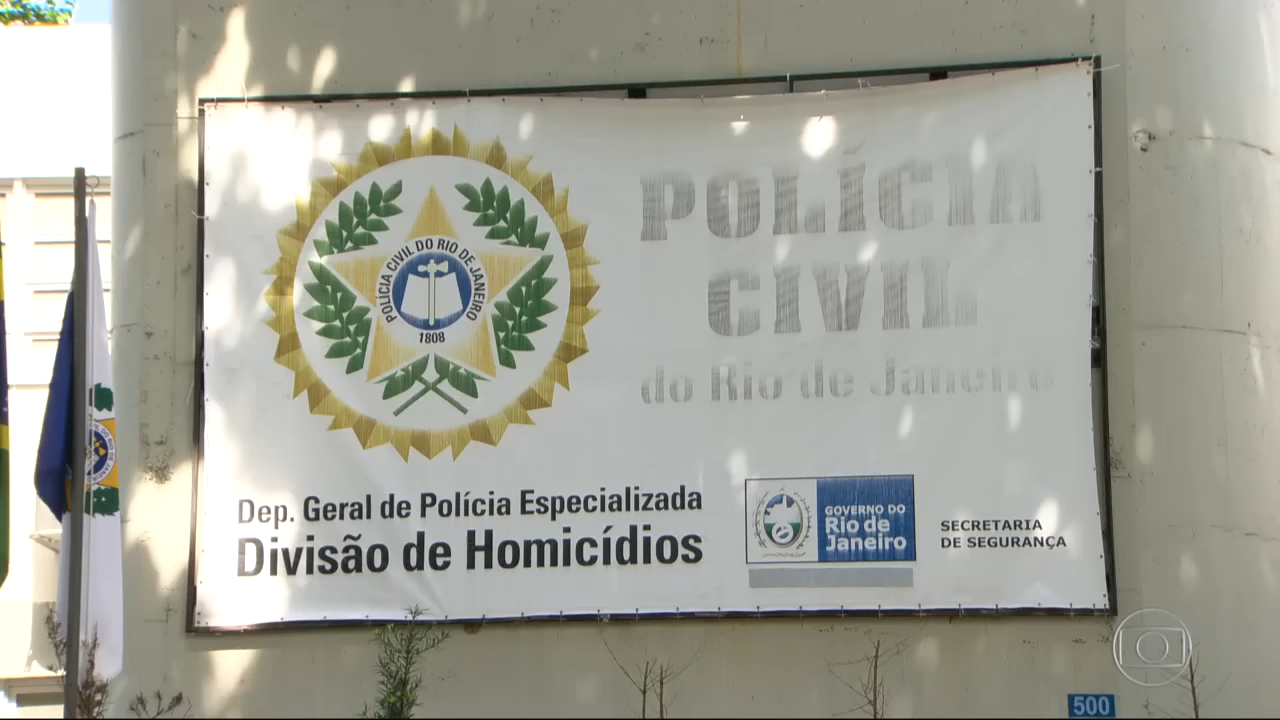 POLÍCIA
CIVIL
do Rio de Janeiro
POLÍCIA CIVIL DO RIO DE JANEIRO
1808
Dep. Geral de Polícia Especializada
Divisão de Homicídios
GOVERNO DO
Rio de
Janeiro
SECRETARIA
DE SEGURANÇA
500